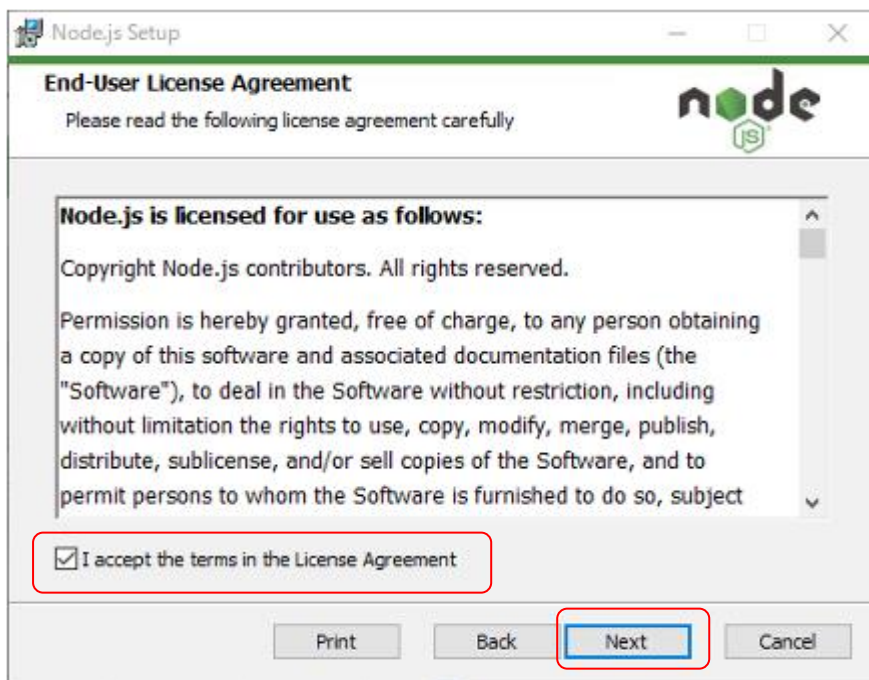 Node.js Setup
End-User License Agreement
Please read the following license agreement carefully
node
JS
Node.js is licensed for use as follows:
Copyright Node.js contributors. All rights reserved.
Permission is hereby granted, free of charge, to any person obtaining
a copy of this software and associated documentation files (the
"Software"), to deal in the Software without restriction, including
without limitation the rights to use, copy, modify, merge, publish,
distribute, sublicense, and/or sell copies of the Software, and to
permit persons to whom the Software is furnished to do so, subject
I accept the terms in the License Agreement
Print Back Next Cancel